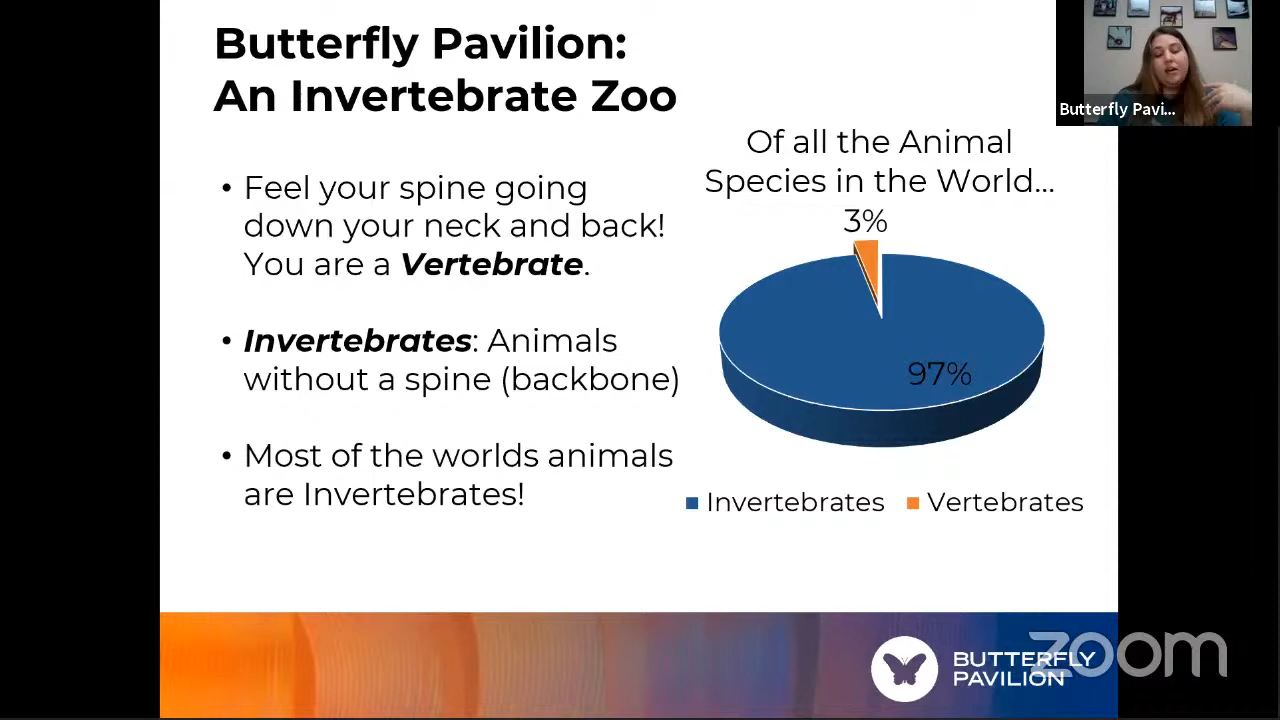 Butterfly Pavilion:
An Invertebrate Zoo
• Feel your spine going
down your neck and back!
You are a Vertebrate.
• Invertebrates: Animals
without a spine (backbone)
• Most of the worlds animals
are Invertebrates!
Of all the Animal
Species in the World...
3%
97%
Invertebrates Vertebrates
Butterfly Pavi...
BUTTERFLY
PAVILION
zoom